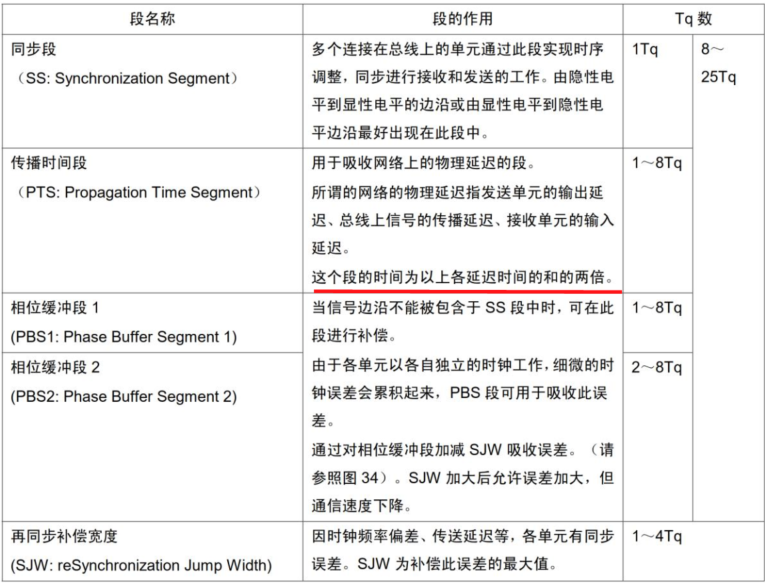 段名称 段的作用 Tq 数
同步段 多个连接在总线上的单元通过此段实现时序 1Tq 8～
（SS: Synchronization Segment） 调整，同步进行接收和发送的工作。由隐性电 25Tq
平到显性电平的边沿或由显性电平到隐性电
平边沿最好出现在此段中。
传播时间段 用于吸收网络上的物理延迟的段。 1～8Tq
（PTS: Propagation Time Segment） 所谓的网络的物理延迟指发送单元的输出延
迟、总线上信号的传播延迟、接收单元的输入
延迟。
这个段的时间为以上各延迟时间的和的两倍。
相位缓冲段 1 当信号边沿不能被包含于 SS 段中时，可在此 1～8Tq
(PBS1: Phase Buffer Segment 1) 段进行补偿。
相位缓冲段 2 由于各单元以各自独立的时钟工作，细微的时 2～8Tq
(PBS2: Phase Buffer Segment 2) 钟误差会累积起来，PBS 段可用于吸收此误
差。
通过对相位缓冲段加减 SJW 吸收误差。（请
参照图 34）。SJW 加大后允许误差加大，但
通信速度下降。
再同步补偿宽度 因时钟频率偏差、传送延迟等，各单元有同步 1～4Tq
(SJW: reSynchronization Jump Width) 误差。SJW 为补偿此误差的最大值。